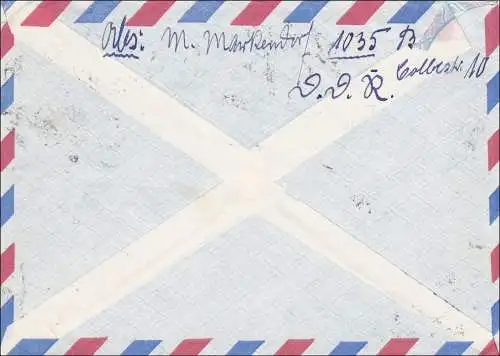 Abs: M. Markendorf 1035 B
Colbestr. 10
D. D. R.